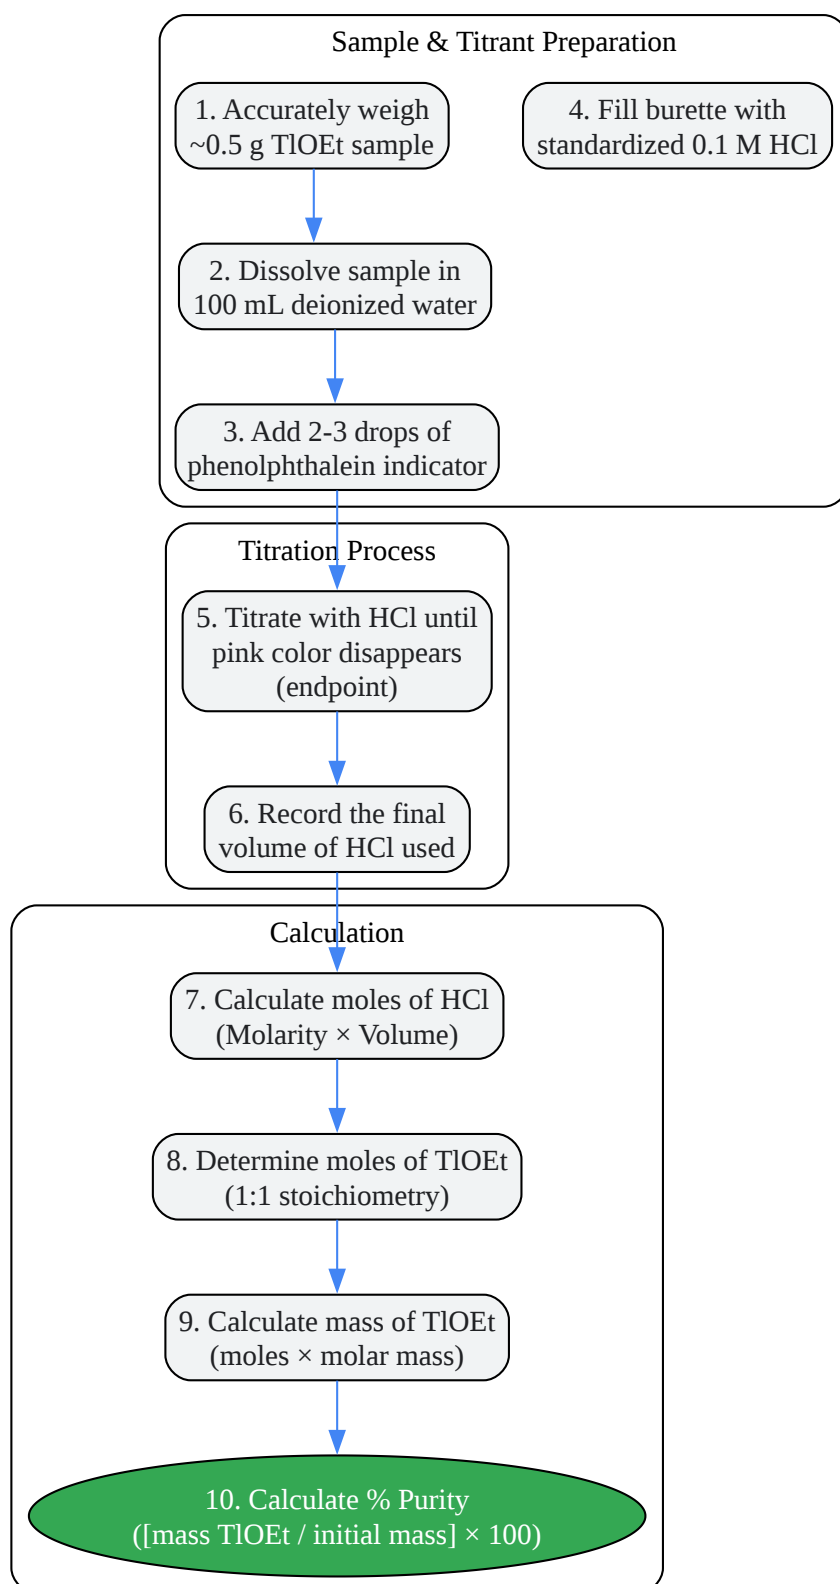 Sample & Titrant Preparation
1. Accurately weigh
~0.5 g TlOEt sample
4. Fill burette with
standardized 0.1 M HCl
2. Dissolve sample in
100 mL deionized water
3. Add 2-3 drops of
phenolphthalein indicator
Titration Process
5. Titrate with HCl until
pink color disappears
(endpoint)
6. Record the final
volume of HCl used
Calculation
7. Calculate moles of HCl
(Molarity × Volume)
8. Determine moles of TlOEt
(1:1 stoichiometry)
9. Calculate mass of TlOEt
(moles × molar mass)
10. Calculate % Purity
([mass TlOEt / initial mass] × 100)